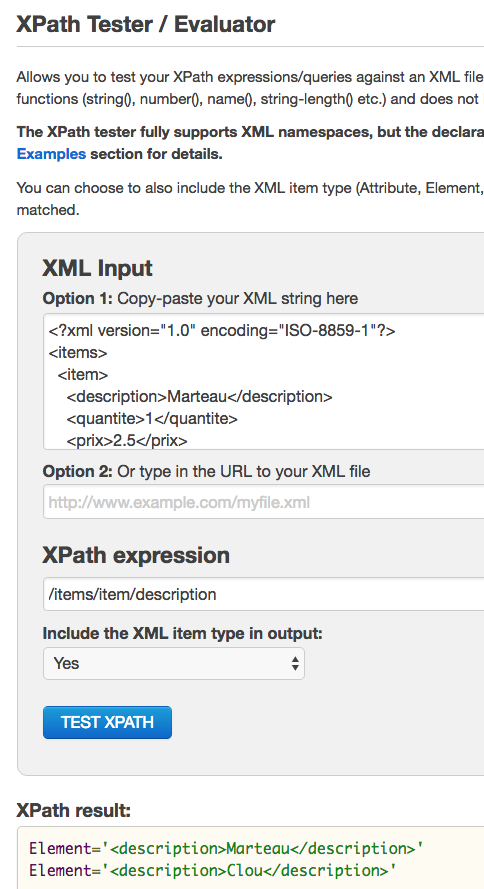 XPath Tester / Evaluator
Allows you to test your XPath expressions/queries against an XML file
functions (string(), number(), name(), string-length() etc.) and does not
The XPath tester fully supports XML namespaces, but the declara
Examples section for details.
You can choose to also include the XML item type (Attribute, Element,
matched.
XML Input
Option 1: Copy-paste your XML string here
<?xml version="1.0" encoding="ISO-8859-1"?>
<items>
<item>
<description>Marteau</description>
<quantite>1</quantite>
<prix>2.5</prix>
Option 2: Or type in the URL to your XML file
http://www.example.com/myfile.xml
XPath expression
/items/item/description
Include the XML item type in output:
Yes
TEST XPATH
XPath result:
Element='<description>Marteau</description>'
Element='<description>Clou</description>'